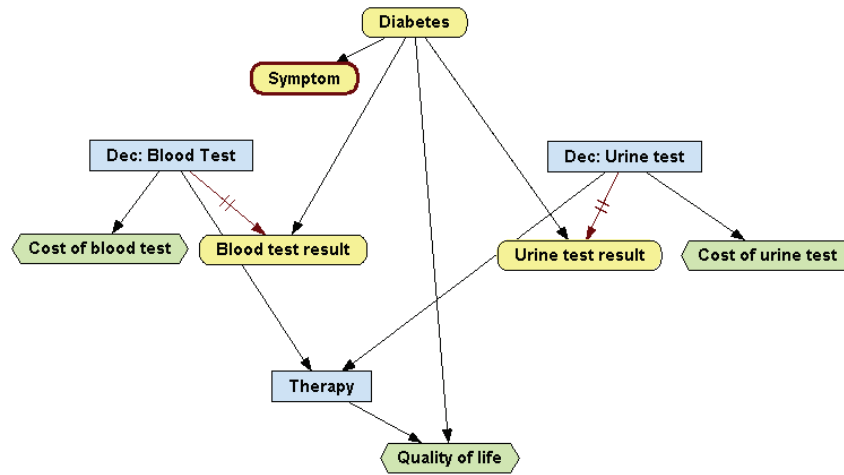 Diabetes
Symptom
Dec: Blood Test
Dec: Urine test
Cost of blood test
Blood test result
Urine test result
Cost of urine test
Therapy
Quality of life